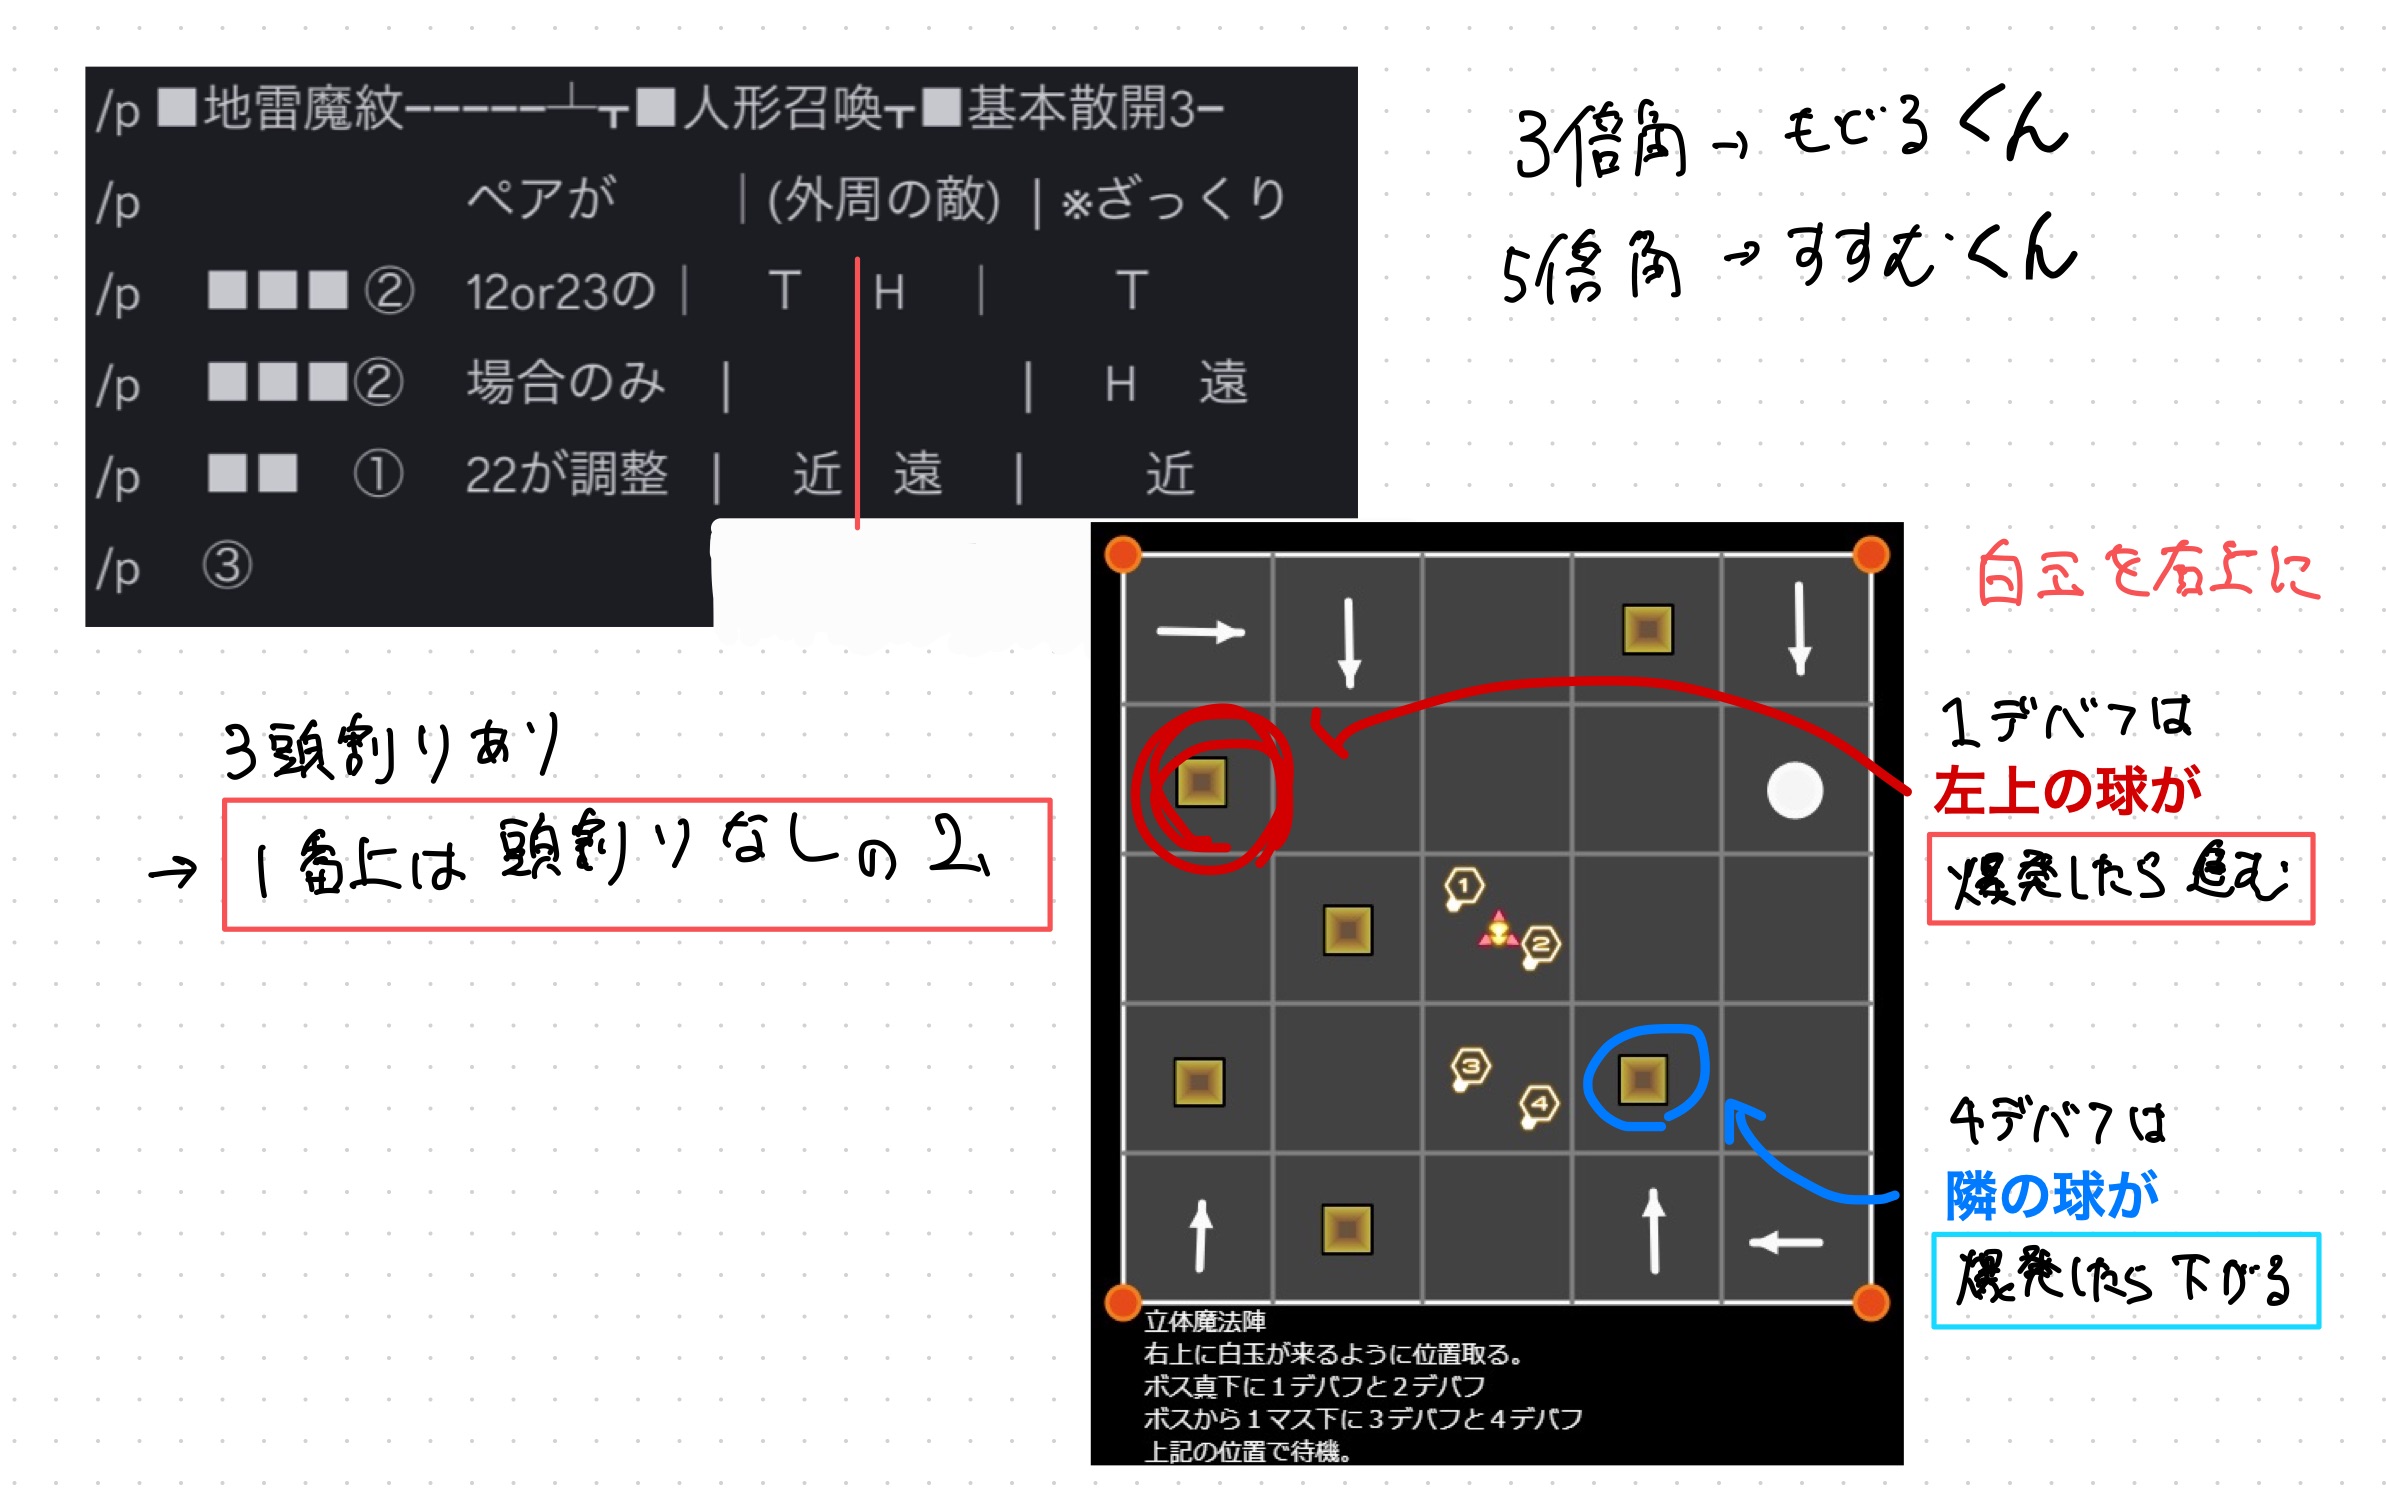 /p ■地雷魔紋ーーーーー┴┬■人形召喚┬■基本散開3ー
/p ペアが ｜(外周の敵)｜※ざっくり
/p ■■■② 12or23の｜ T H ｜ T
/p ■■■② 場合のみ ｜ ｜ H 遠
/p ■■ ① 22が調整 ｜ 近 遠 ｜ 近
/p ③
3倍角→もどるくん
5倍角→すすむくん
3頭割りあり
→ 1番上は頭割りなしの2
白玉を右上に
1デバフは
左上の球が
爆発したら進む
4デバフは
隣の球が
爆発したら下がる
1
2
3
4
立体魔法陣
右上に白玉が来るように位置取る。
ボス真下に１デバフと２デバフ
ボスから１マス下に３デバフと４デバフ
上記の位置で待機。